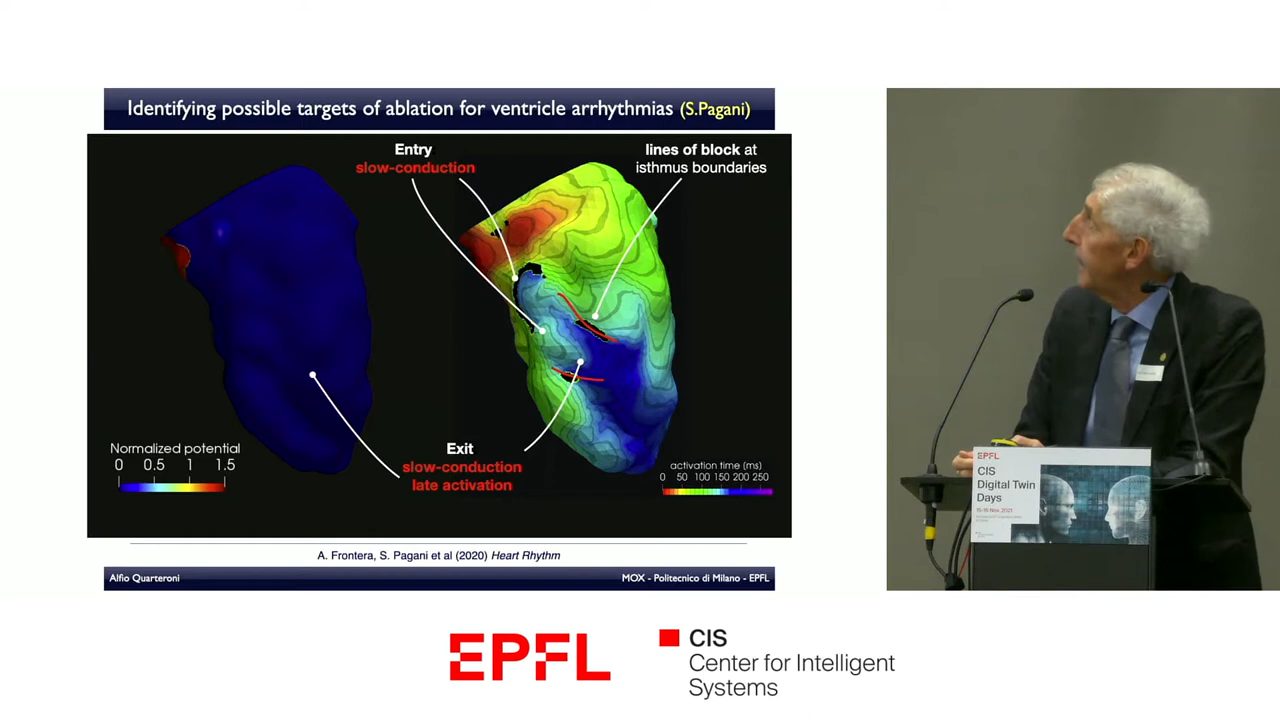 Identifying possible targets of ablation for ventricle arrhythmias (S.Pagani)
Entry
slow-conduction
lines of block at
isthmus boundaries
Normalized potential
0 0.5 1 1.5
Exit
slow-conduction
late activation
activation time (ms)
0 50 100 150 200 250
A. Frontera, S. Pagani et al (2020) Heart Rhythm
Alfio Quarteroni
MOX - Politecnico di Milano - EPFL
EPFL
CIS
Digital Twin
Days
EPFL
CIS
Center for Intelligent
Systems